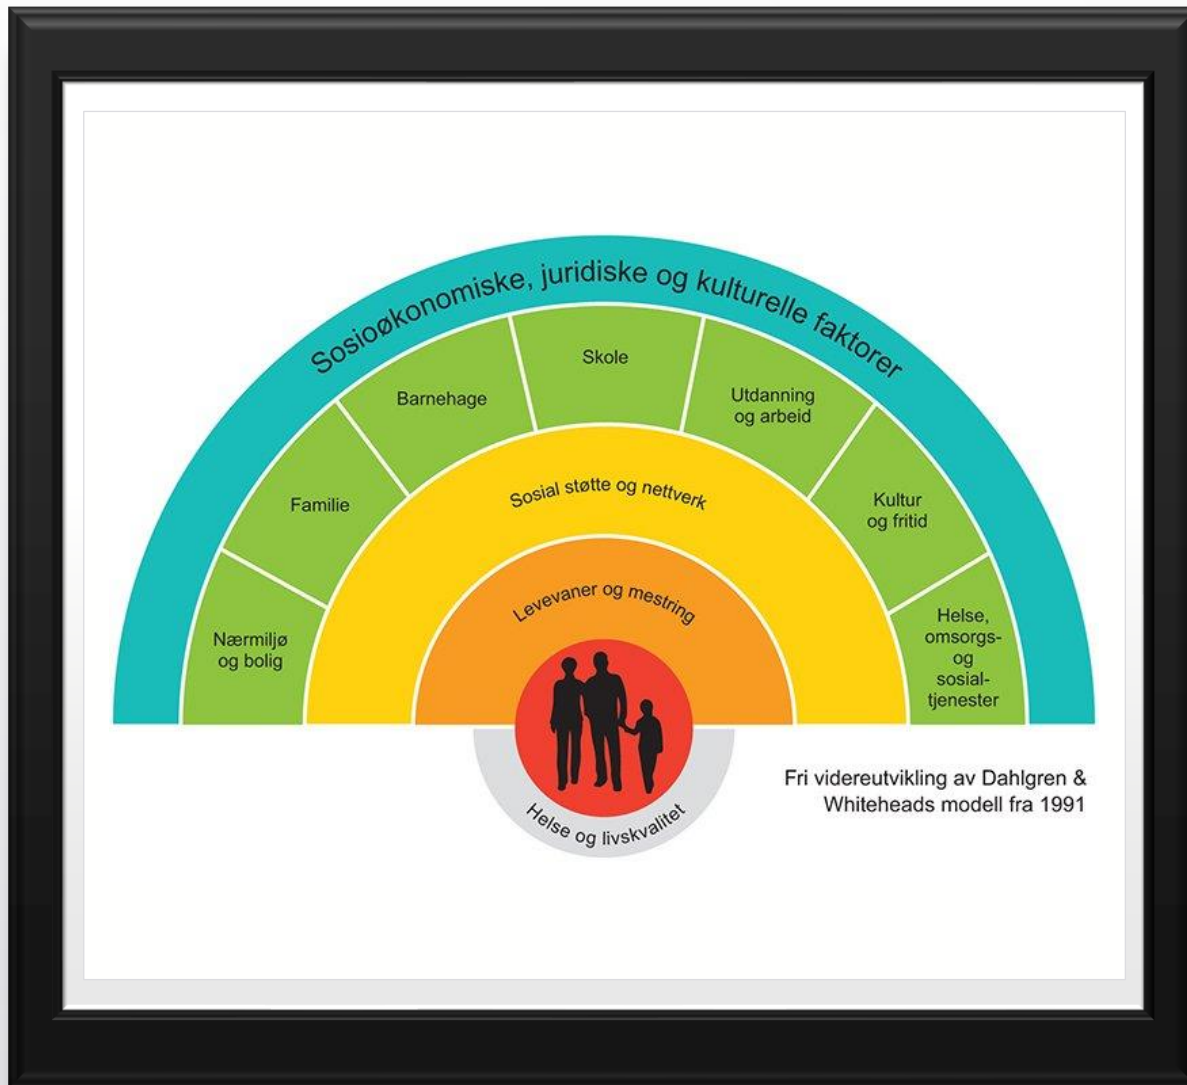 Sosioøkonomiske, juridiske og kulturelle faktorer
Nærmiljø
og bolig
Familie
Barnehage
Skole
Utdanning
og arbeid
Kultur
og fritid
Helse,
omsorgs-
og
sosial-
tjenester
Sosial støtte og nettverk
Levevaner og mestring
Helse og livskvalitet
Fri videreutvikling av Dahlgren &
Whiteheads modell fra 1991